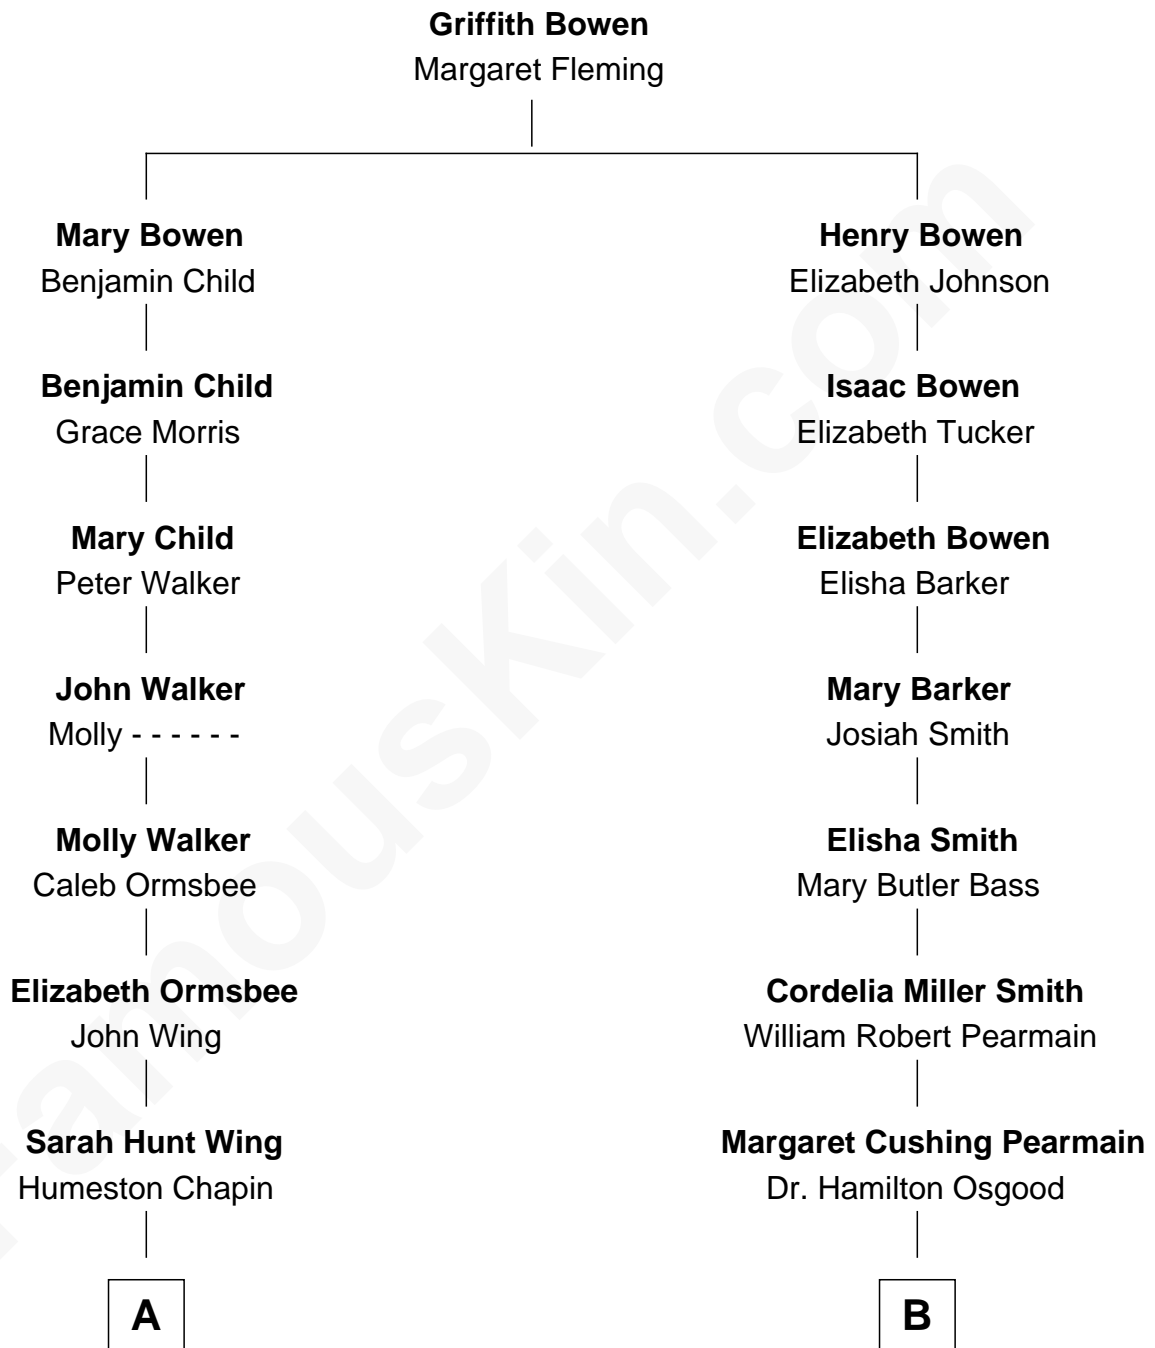 Griffith Bowen
Margaret Fleming
Mary Bowen
Benjamin Child
Henry Bowen
Elizabeth Johnson
Benjamin Child
Grace Morris
Isaac Bowen
Elizabeth Tucker
Mary Child
Peter Walker
Elizabeth Bowen
Elisha Barker
John Walker
Molly - - - - - -
Mary Barker
Josiah Smith
Molly Walker
Caleb Ormsbee
Elisha Smith
Mary Butler Bass
Elizabeth Ormsbee
John Wing
Cordelia Miller Smith
William Robert Pearmain
Sarah Hunt Wing
Humeston Chapin
Margaret Cushing Pearmain
Dr. Hamilton Osgood
A
B
FamousKin.com